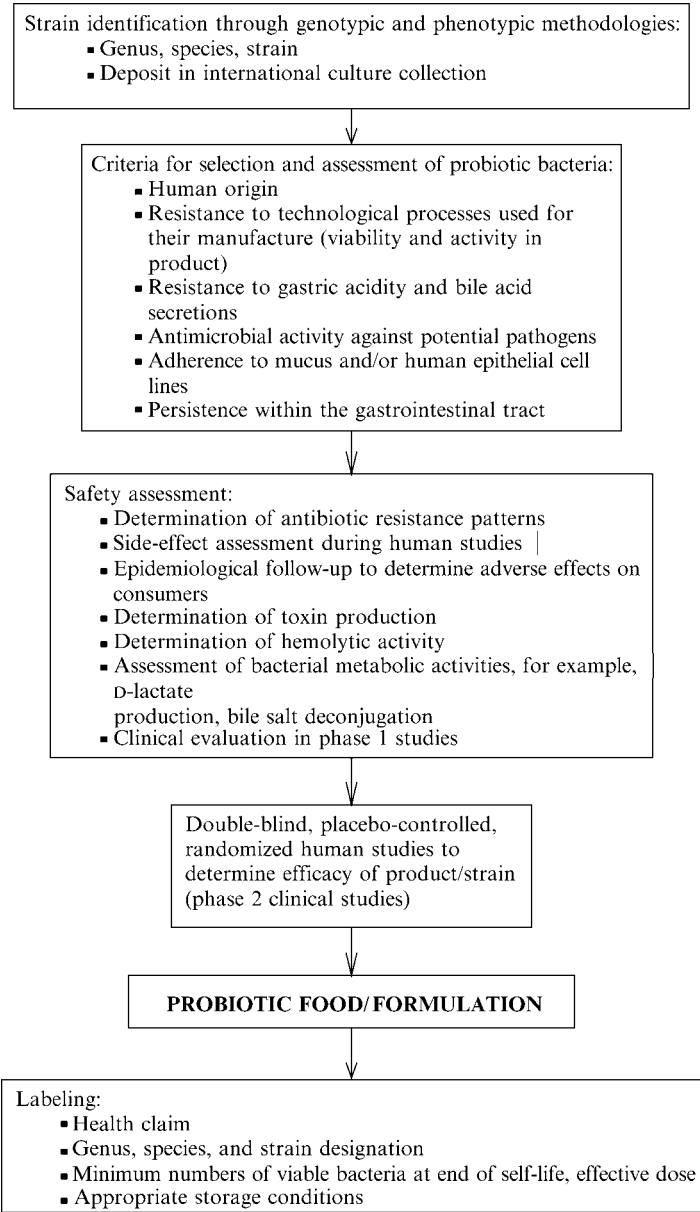 Strain identification through genotypic and phenotypic methodologies:
▪ Genus, species, strain
▪ Deposit in international culture collection
Criteria for selection and assessment of probiotic bacteria:
▪ Human origin
▪ Resistance to technological processes used for
their manufacture (viability and activity in
product)
▪ Resistance to gastric acidity and bile acid
secretions
▪ Antimicrobial activity against potential pathogens
▪ Adherence to mucus and/or human epithelial cell
lines
▪ Persistence within the gastrointestinal tract
Safety assessment:
▪ Determination of antibiotic resistance patterns
▪ Side-effect assessment during human studies |
▪ Epidemiological follow-up to determine adverse effects on
consumers
▪ Determination of toxin production
▪ Determination of hemolytic activity
▪ Assessment of bacterial metabolic activities, for example,
D-lactate
production, bile salt deconjugation
▪ Clinical evaluation in phase 1 studies
Double-blind, placebo-controlled,
randomized human studies to
determine efficacy of product/strain
(phase 2 clinical studies)
PROBIOTIC FOOD/FORMULATION
Labeling:
▪ Health claim
▪ Genus, species, and strain designation
▪ Minimum numbers of viable bacteria at end of self-life, effective dose
▪ Appropriate storage conditions